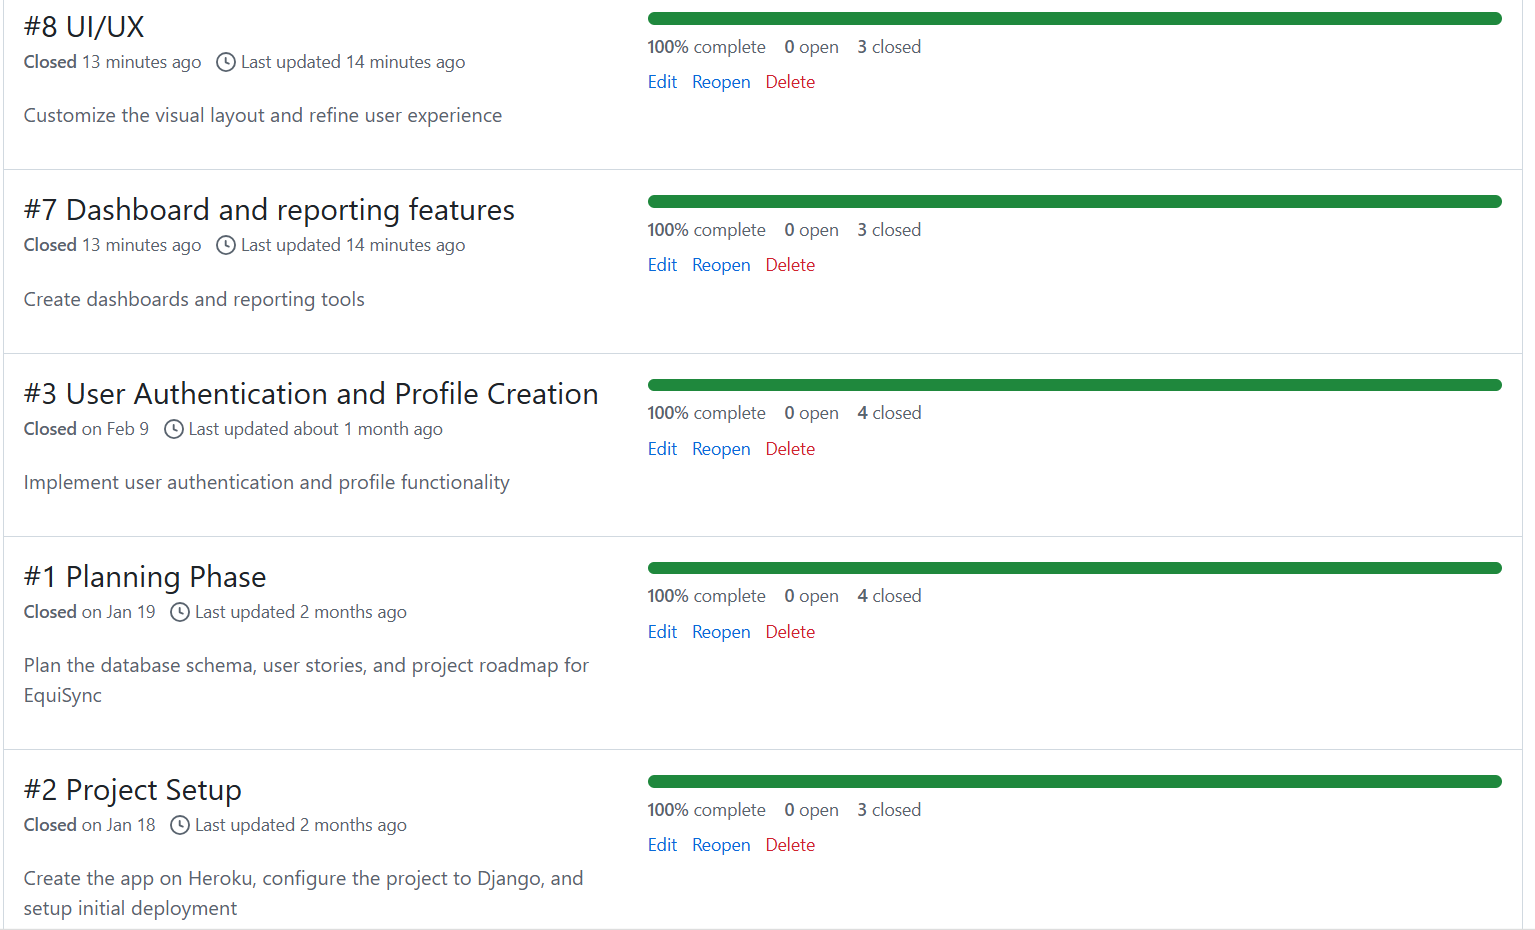 #8 UI/UX
Closed 13 minutes ago Last updated 14 minutes ago
Customize the visual layout and refine user experience
100% complete 0 open 3 closed
Edit Reopen Delete
#7 Dashboard and reporting features
Closed 13 minutes ago Last updated 14 minutes ago
Create dashboards and reporting tools
100% complete 0 open 3 closed
Edit Reopen Delete
#3 User Authentication and Profile Creation
Closed on Feb 9 Last updated about 1 month ago
Implement user authentication and profile functionality
100% complete 0 open 4 closed
Edit Reopen Delete
#1 Planning Phase
Closed on Jan 19 Last updated 2 months ago
Plan the database schema, user stories, and project roadmap for
EquiSync
100% complete 0 open 4 closed
Edit Reopen Delete
#2 Project Setup
Closed on Jan 18 Last updated 2 months ago
Create the app on Heroku, configure the project to Django, and
setup initial deployment
100% complete 0 open 3 closed
Edit Reopen Delete